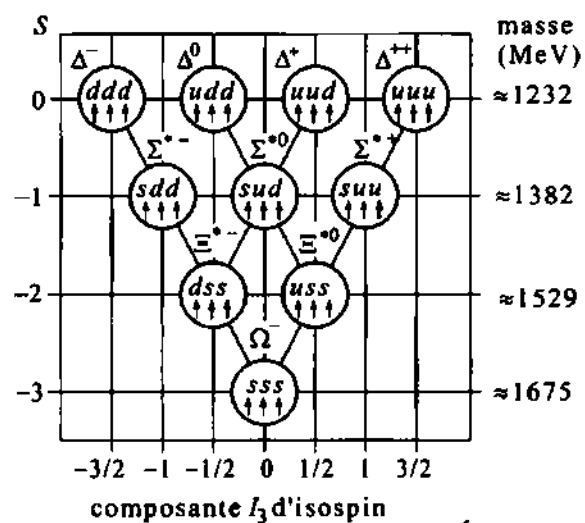 S masse
(MeV)
Δ⁻ Δ⁰ Δ⁺ Δ⁺⁺
0 ddd udd uud uuu ≈1232
↑↑↑ ↑↑↑ ↑↑↑ ↑↑↑
Σ*⁻ Σ*⁰ Σ*⁺
−1 sdd sud suu ≈1382
↑↑↑ ↑↑↑ ↑↑↑
Ξ*⁻ Ξ*⁰
−2 dss uss ≈1529
↑↑↑ ↑↑↑
Ω⁻
−3 sss ≈1675
↑↑↑
−3/2 −1 −1/2 0 1/2 1 3/2
composante I₃ d'isospin